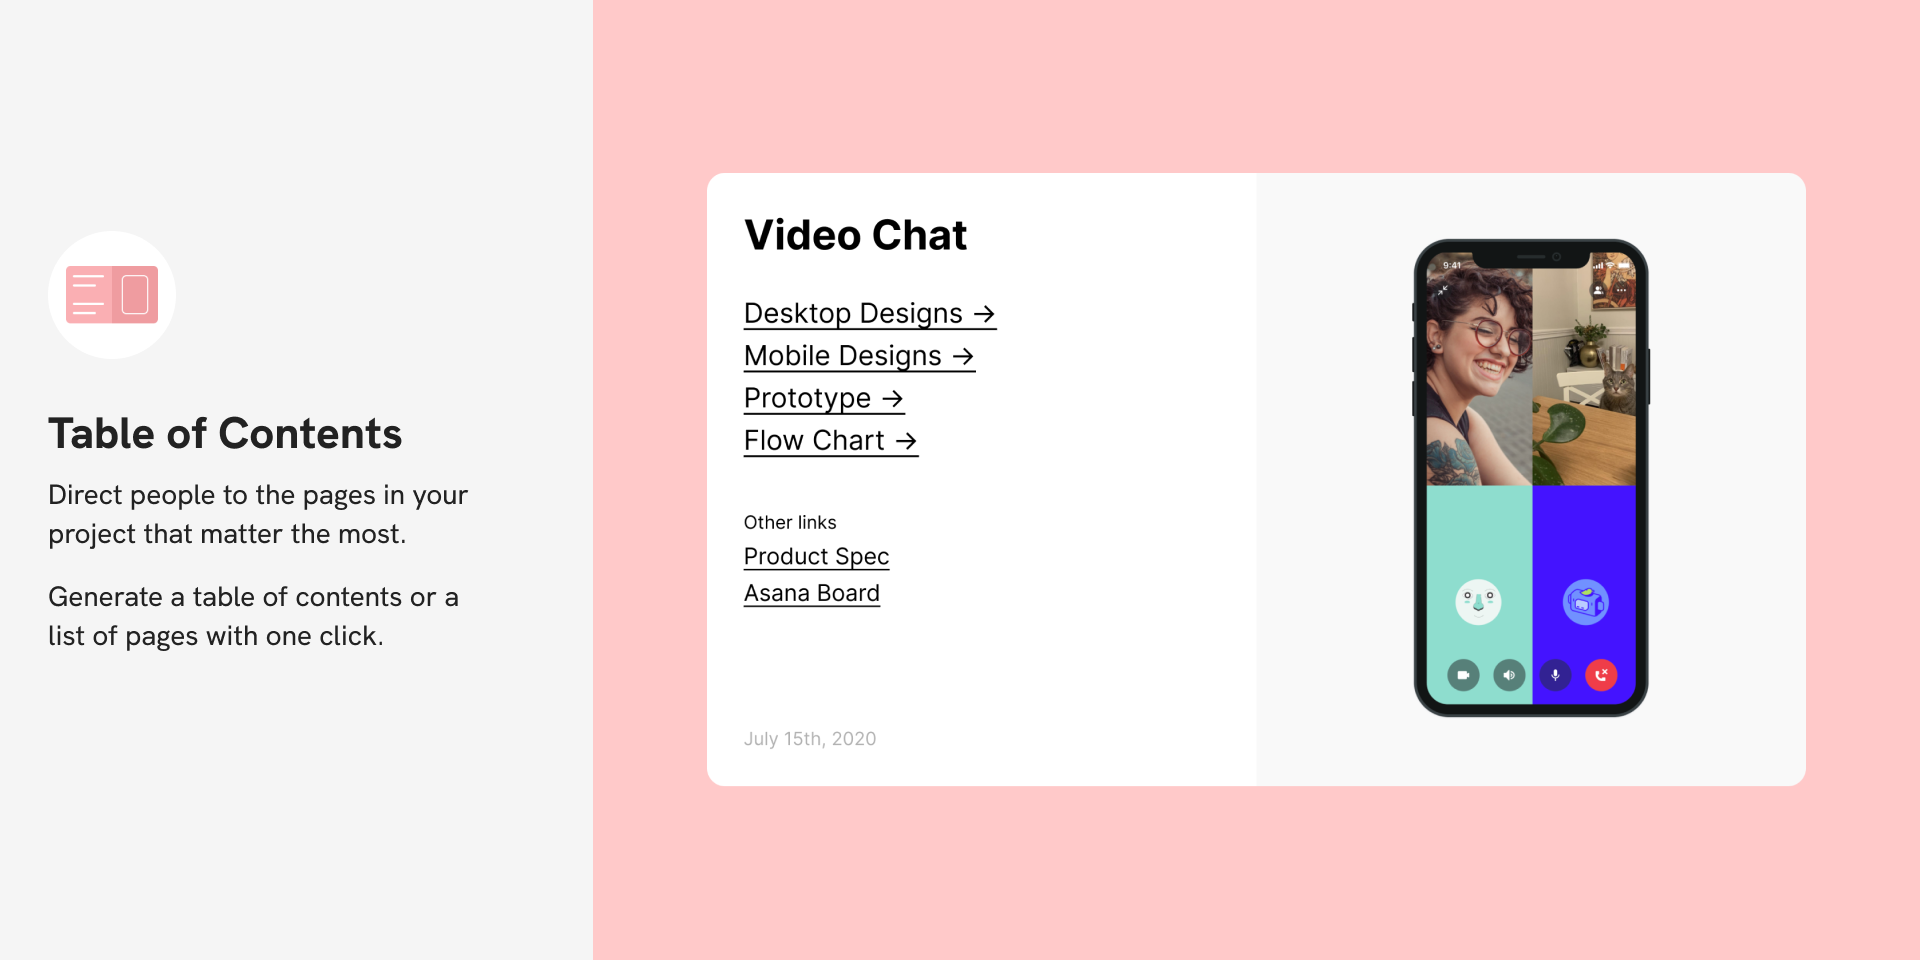 Table of Contents
Direct people to the pages in your
project that matter the most.
Generate a table of contents or a
list of pages with one click.
Video Chat
Desktop Designs →
Mobile Designs →
Prototype →
Flow Chart →
Other links
Product Spec
Asana Board
July 15th, 2020
9:41